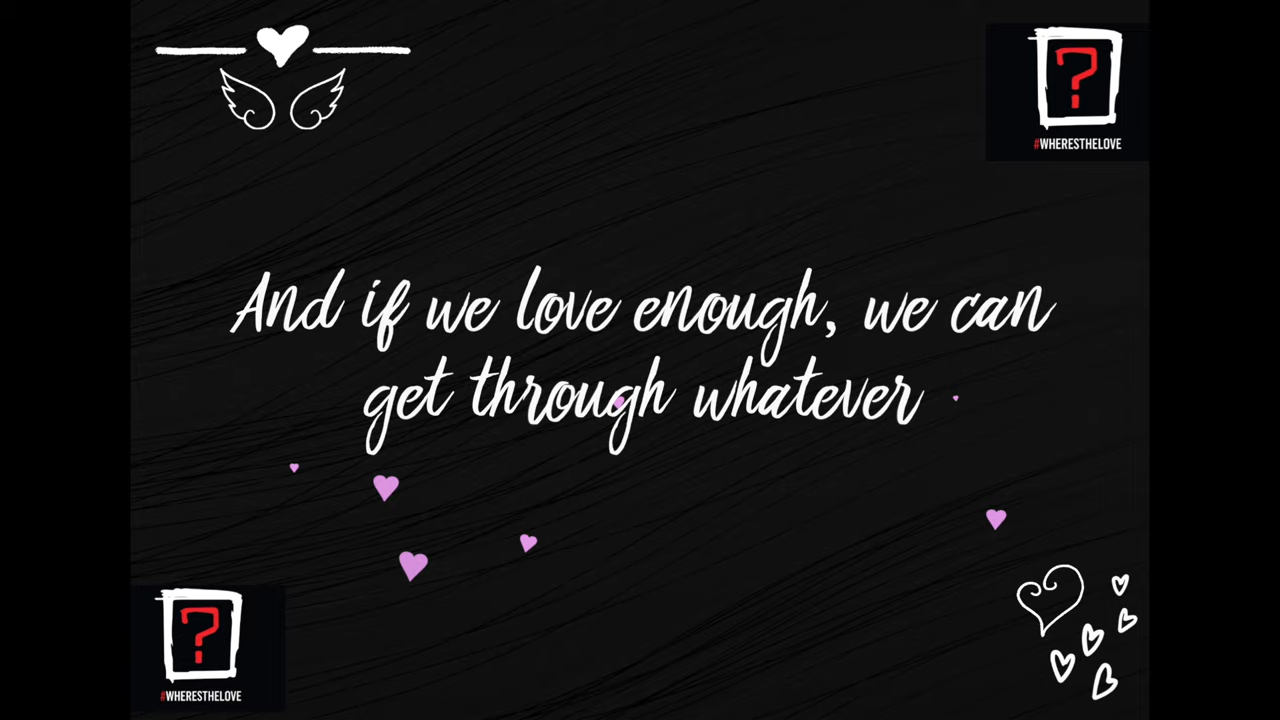 ?
#WHERESTHELOVE
And if we love enough, we can
get through whatever
?
#WHERESTHELOVE